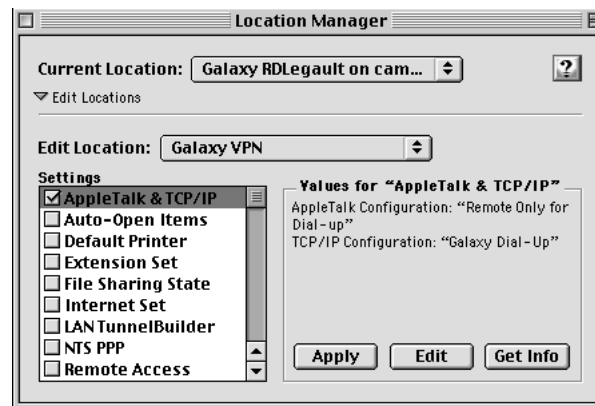 Location Manager
Current Location: Galaxy RDLegault on cam...
?
Edit Locations
Edit Location: Galaxy VPN
Settings
AppleTalk & TCP/IP
Auto-Open Items
Default Printer
Extension Set
File Sharing State
Internet Set
LAN TunnelBuilder
NTS PPP
Remote Access
Values for “AppleTalk & TCP/IP”
AppleTalk Configuration: “Remote Only for
Dial-up”
TCP/IP Configuration: “Galaxy Dial-Up”
Apply Edit Get Info